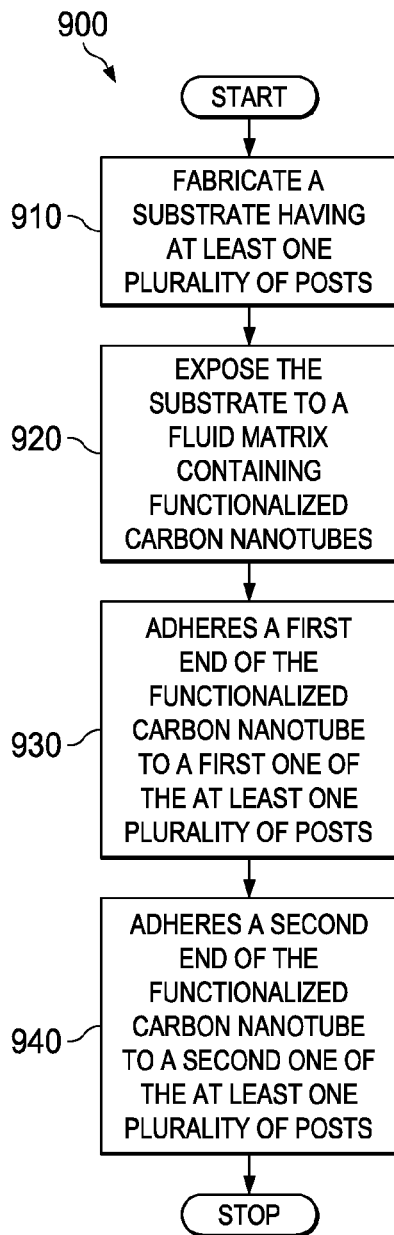 900
START
910
FABRICATE A
SUBSTRATE HAVING
AT LEAST ONE
PLURALITY OF POSTS
920
EXPOSE THE
SUBSTRATE TO A
FLUID MATRIX
CONTAINING
FUNCTIONALIZED
CARBON NANOTUBES
930
ADHERES A FIRST
END OF THE
FUNCTIONALIZED
CARBON NANOTUBE
TO A FIRST ONE OF
THE AT LEAST ONE
PLURALITY OF POSTS
940
ADHERES A SECOND
END OF THE
FUNCTIONALIZED
CARBON NANOTUBE
TO A SECOND ONE OF
THE AT LEAST ONE
PLURALITY OF POSTS
STOP